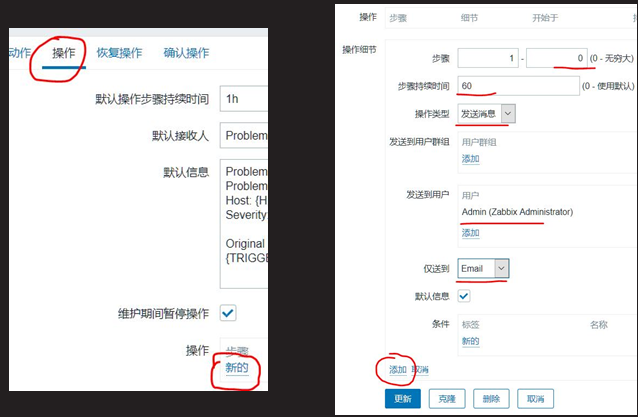 动作 操作 恢复操作 确认操作
默认操作步骤持续时间 1h
默认接收人 Problem
默认信息 Problem
Problem
Host: {H
Severity:
Original
{TRIGGE
维护期间暂停操作
操作 步骤
新的
操作 步骤 细节 开始于
操作细节
步骤 1 - 0 (0 - 无穷大)
步骤持续时间 60 (0 - 使用默认)
操作类型 发送消息
发送到用户群组 用户群组
添加
发送到用户 用户
Admin (Zabbix Administrator)
添加
仅送到 Email
默认信息
条件 标签 名称
新的
添加 取消
更新 克隆 删除 取消